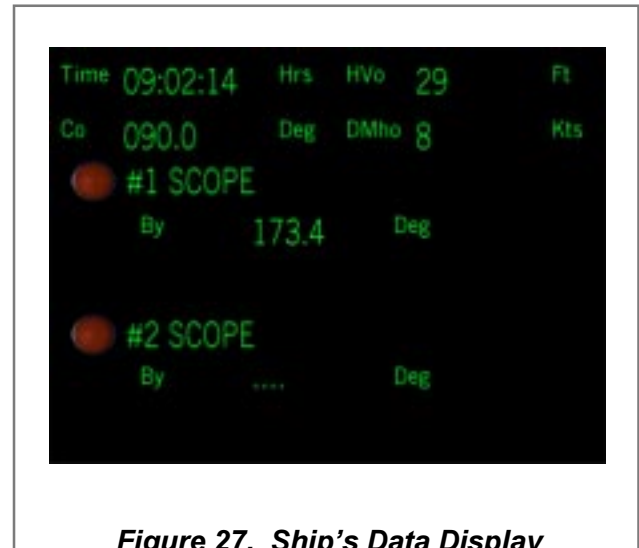 Time 09:02:14 Hrs HVo 29 Ft
Co 090.0 Deg DMho 8 Kts
#1 SCOPE
By 173.4 Deg
#2 SCOPE
By .... Deg
Figure 27. Ship's Data Display